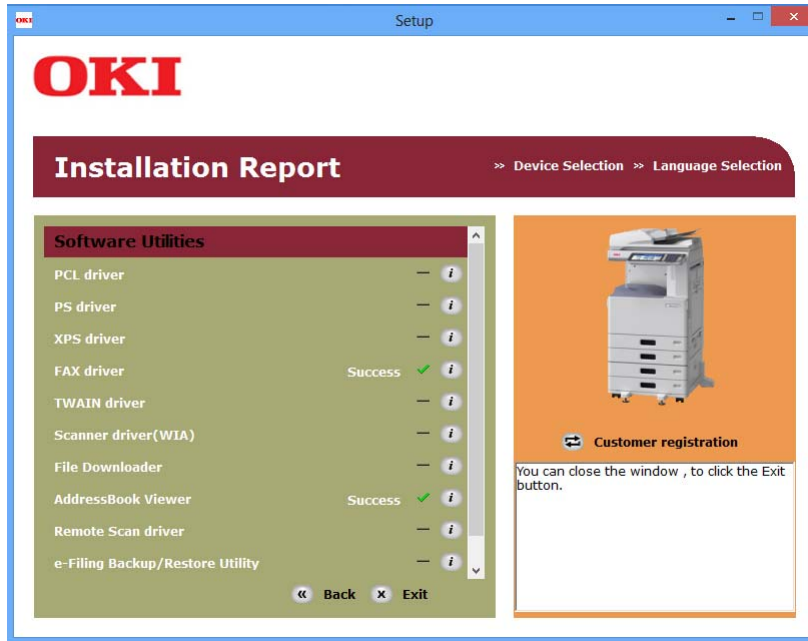 OKI
Setup
OKI
Installation Report
» Device Selection » Language Selection
Software Utilities
PCL driver
PS driver
XPS driver
FAX driver Success
TWAIN driver
Scanner driver(WIA)
File Downloader
AddressBook Viewer Success
Remote Scan driver
e-Filing Backup/Restore Utility
Back Exit
Customer registration
You can close the window , to click the Exit
button.